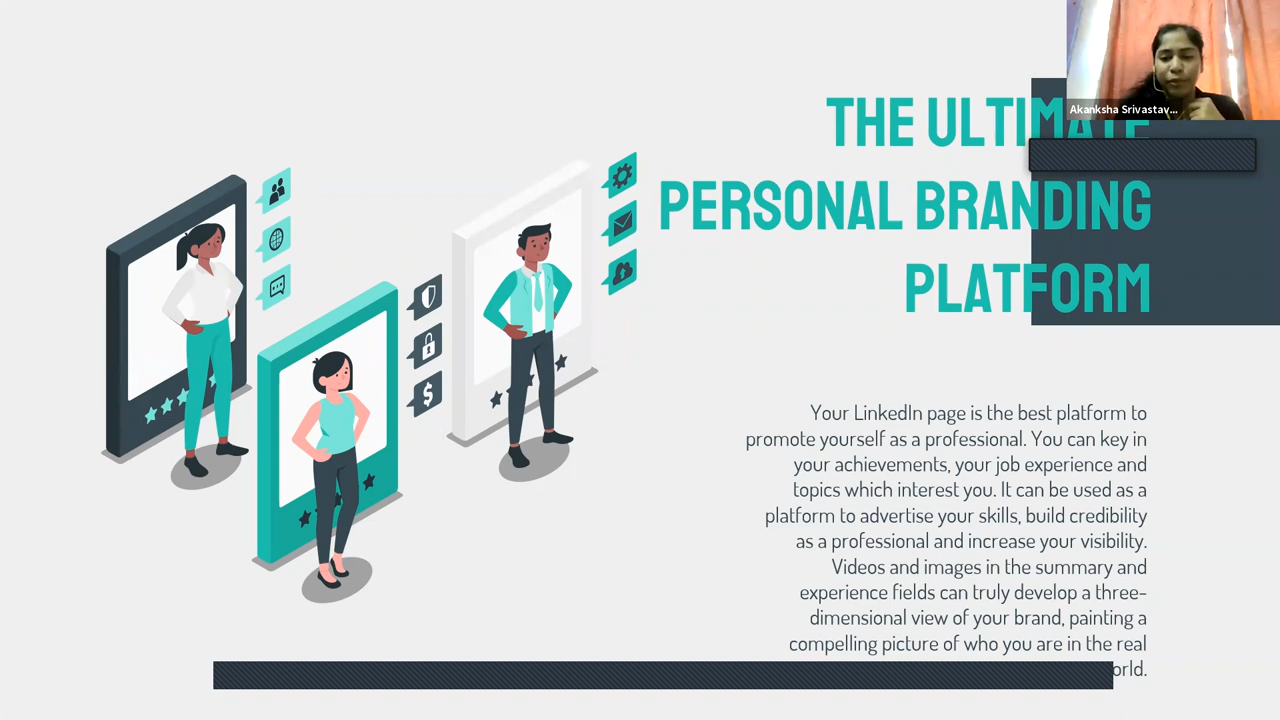 Akanksha Srivastav...
THE ULTIMATE
PERSONAL BRANDING
PLATFORM
Your LinkedIn page is the best platform to
promote yourself as a professional. You can key in
your achievements, your job experience and
topics which interest you. It can be used as a
platform to advertise your skills, build credibility
as a professional and increase your visibility.
Videos and images in the summary and
experience fields can truly develop a three-
dimensional view of your brand, painting a
compelling picture of who you are in the real
orld.